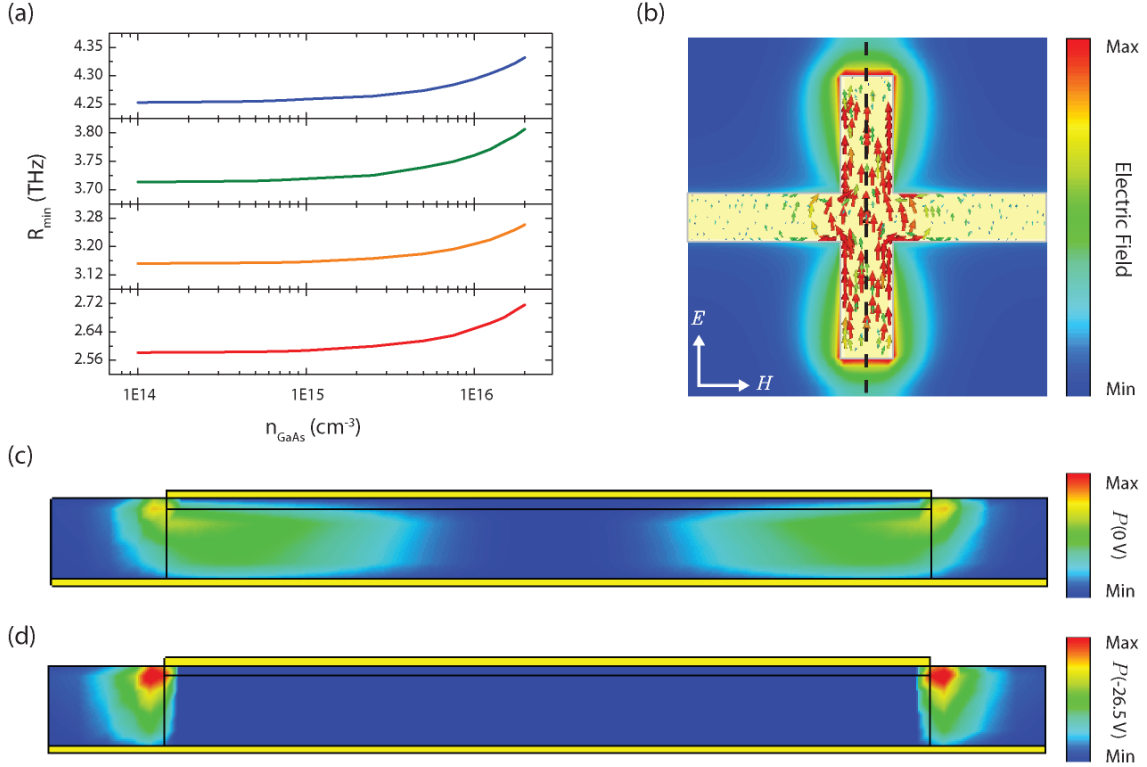 (a)
4.35
4.30
4.25
3.80
3.75
3.70
3.28
3.20
3.12
2.72
2.64
2.56
R_min (THz)
1E14 1E15 1E16
n_GaAs (cm⁻³)
(b)
E
H
Max
Electric Field
Min
(c)
Max
P(0 V)
Min
(d)
Max
P(-26.5 V)
Min